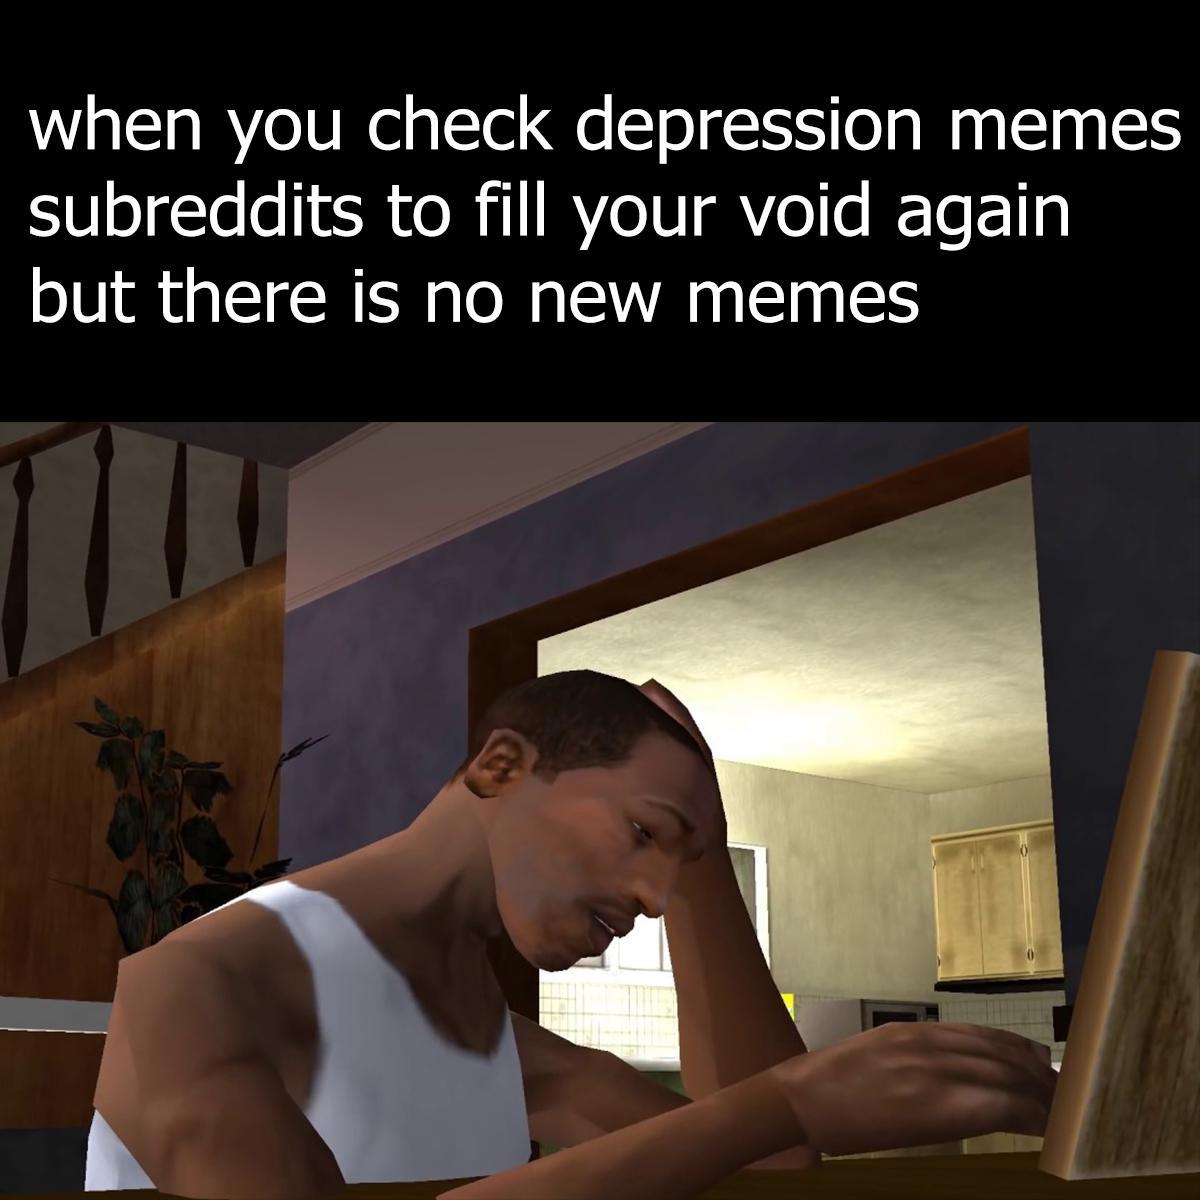 when you check depression memes
subreddits to fill your void again
but there is no new memes